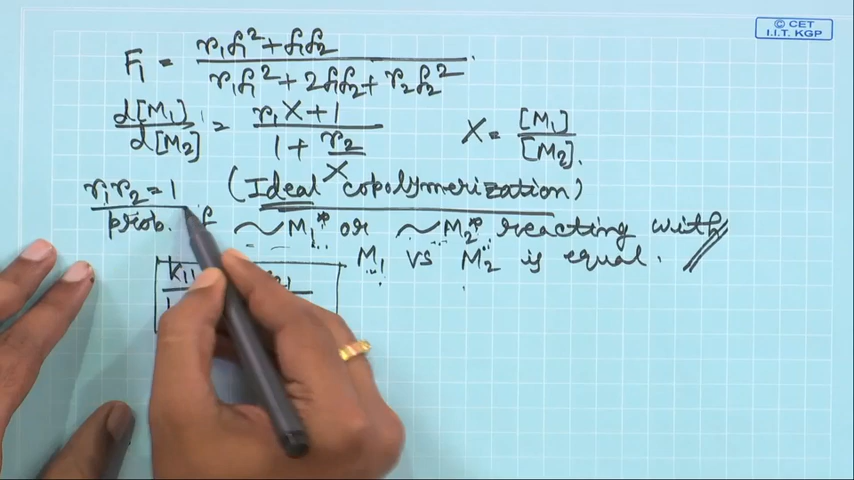 © CET
I.I.T. KGP
F₁ = (r₁f₁² + f₁f₂) / (r₁f₁² + 2f₁f₂ + r₂f₂²)
d[M₁] / d[M₂] = (r₁X + 1) / (1 + r₂/X)   X = [M₁] / [M₂].
r₁r₂ = 1 (Ideal copolymerization)
prob. ~M₁* or ~M₂* reacting with
M₁ vs M₂ is equal.
K₁₁